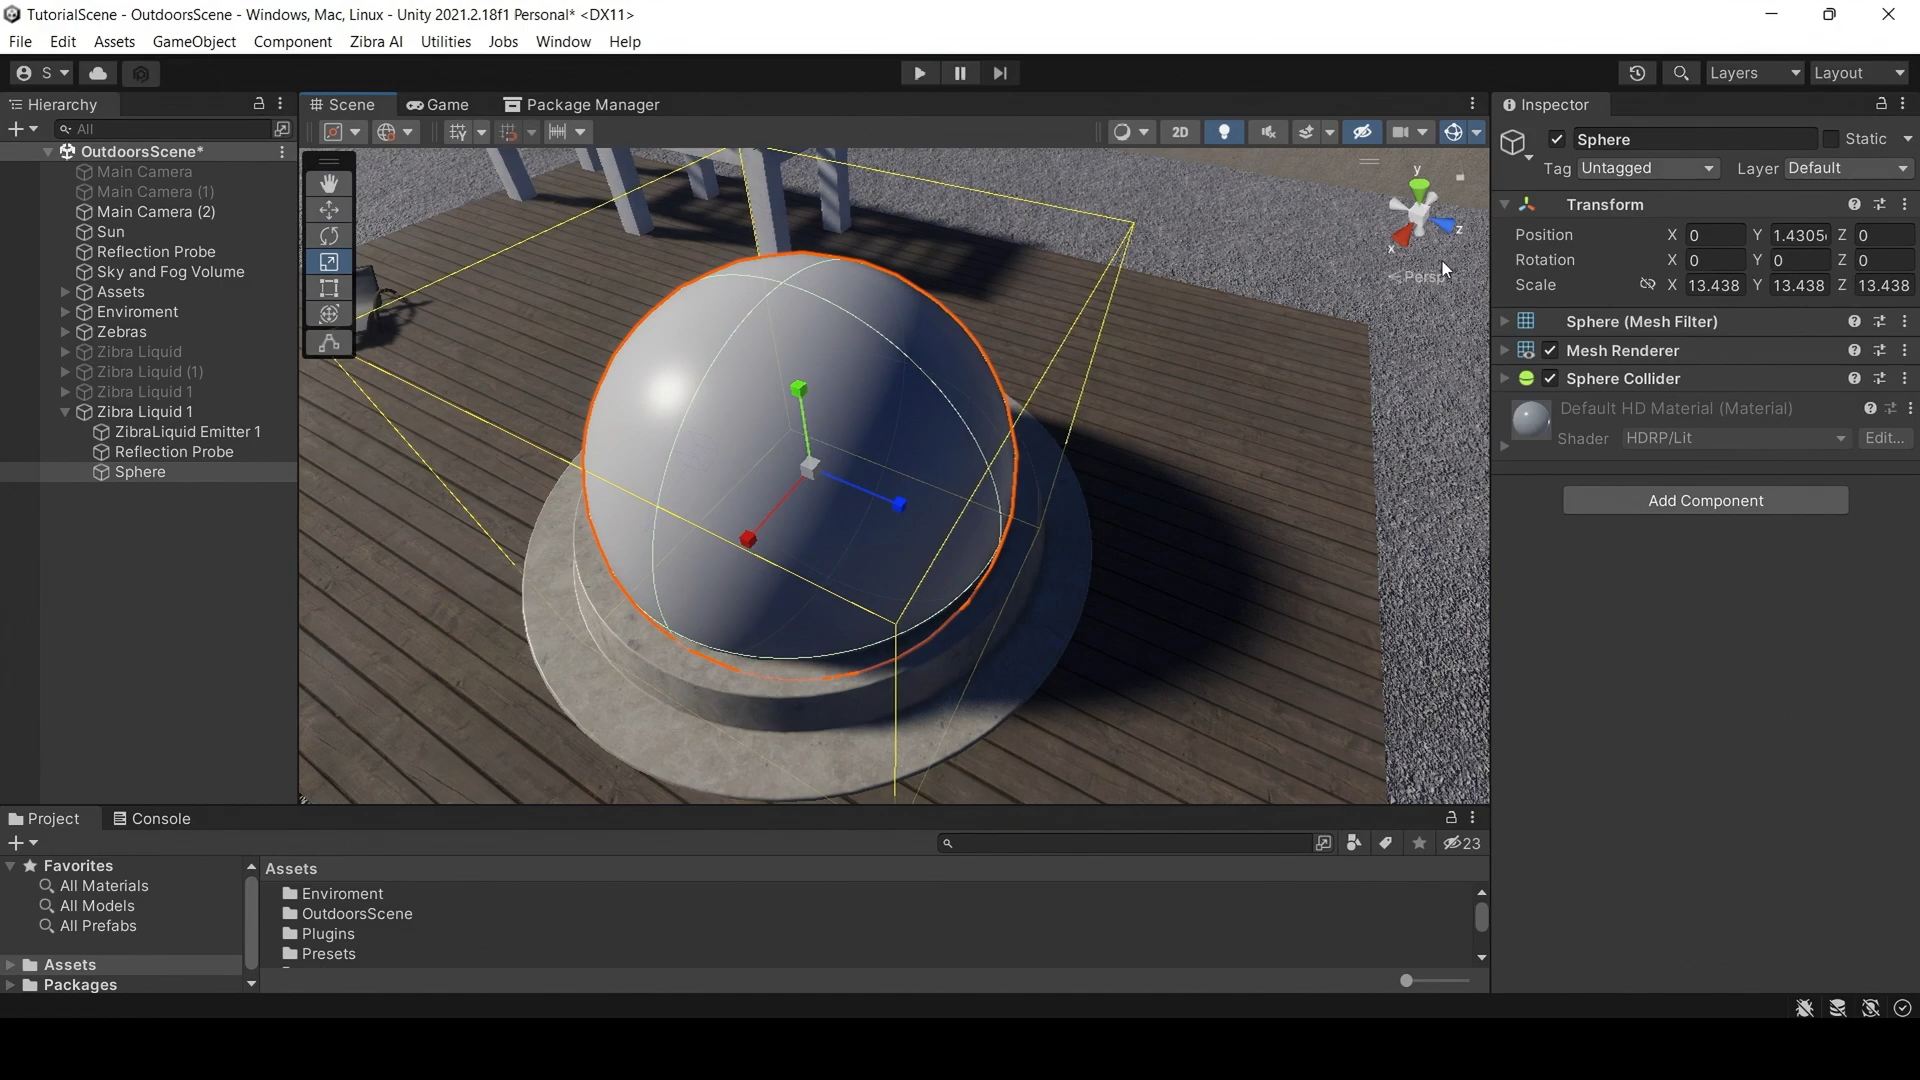 TutorialScene - OutdoorsScene - Windows, Mac, Linux - Unity 2021.2.18f1 Personal* <DX11>
File Edit Assets GameObject Component Zibra AI Utilities Jobs Window Help
S Layers Layout
Hierarchy
All
OutdoorsScene*
Main Camera
Main Camera (1)
Main Camera (2)
Sun
Reflection Probe
Sky and Fog Volume
Assets
Enviroment
Zebras
Zibra Liquid
Zibra Liquid (1)
Zibra Liquid 1
Zibra Liquid 1
ZibraLiquid Emitter 1
Reflection Probe
Sphere
Scene Game Package Manager
2D
y
z
x
Persp
Inspector
Sphere Static
Tag Untagged Layer Default
Transform
Position X 0 Y 1.4305 Z 0
Rotation X 0 Y 0 Z 0
Scale X 13.438 Y 13.438 Z 13.438
Sphere (Mesh Filter)
Mesh Renderer
Sphere Collider
Default HD Material (Material)
Shader HDRP/Lit Edit...
Add Component
Project Console
23
Favorites
All Materials
All Models
All Prefabs
Assets
Packages
Assets
Enviroment
OutdoorsScene
Plugins
Presets